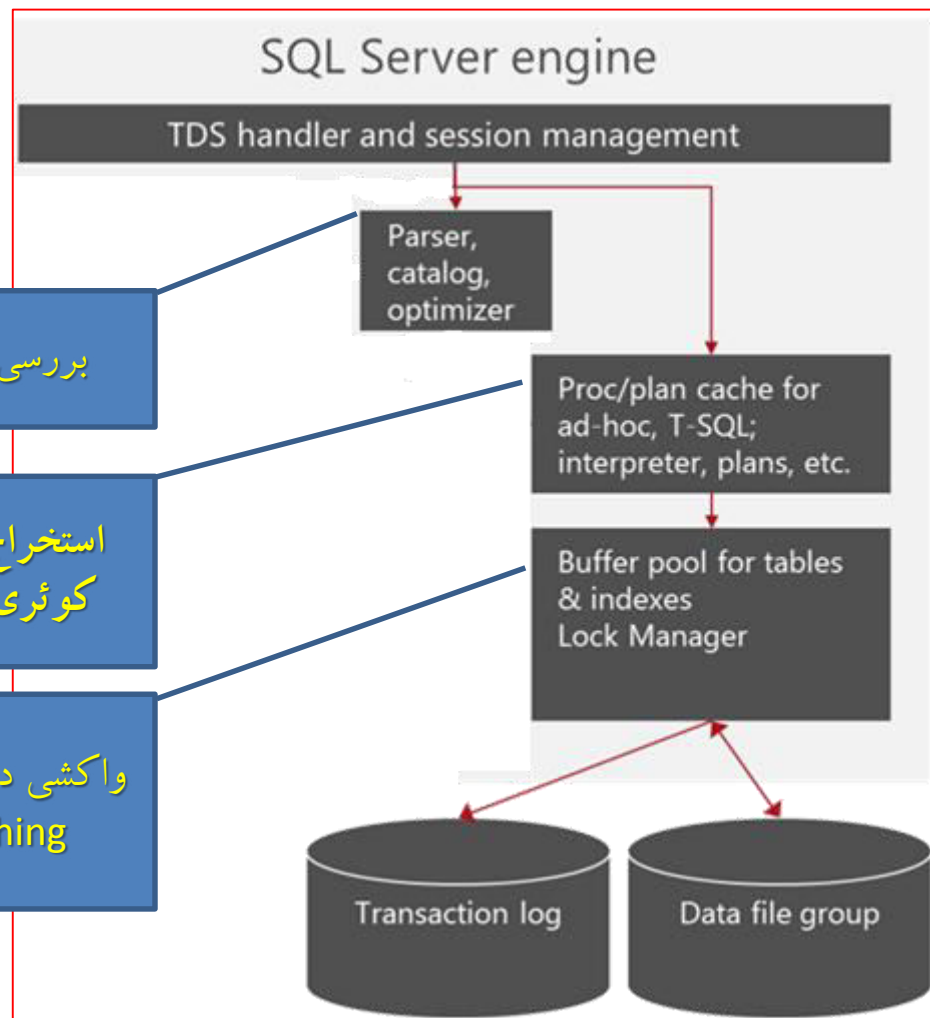 SQL Server engine
TDS handler and session management
Parser,
catalog,
optimizer
بررسی
Proc/plan cache for
ad-hoc, T-SQL;
interpreter, plans, etc.
استخراج
کوئری
Buffer pool for tables
& indexes
Lock Manager
واکشی
hing
Transaction log
Data file group